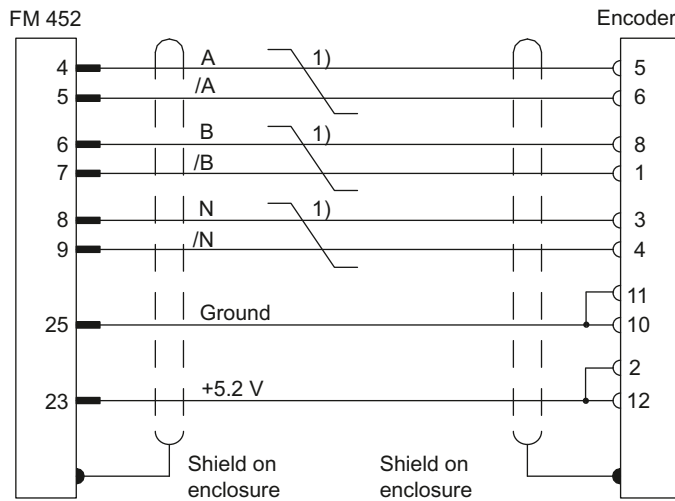 FM 452 Encoder
4 A 1) 5
5 /A 6
6 B 1) 8
7 /B 1
8 N 1) 3
9 /N 4
11
25 Ground 10
2
23 +5.2 V 12
Shield on Shield on
enclosure enclosure